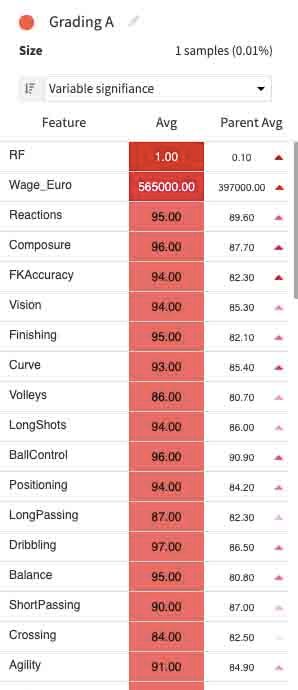 Grading A
Size 1 samples (0.01%)
Variable signifiance
Feature Avg Parent Avg
RF 1.00 0.10
Wage_Euro 565000.00 397000.00
Reactions 95.00 89.60
Composure 96.00 87.70
FKAccuracy 94.00 82.30
Vision 94.00 85.30
Finishing 95.00 82.10
Curve 93.00 85.40
Volleys 86.00 80.70
LongShots 94.00 86.00
BallControl 96.00 90.90
Positioning 94.00 84.20
LongPassing 87.00 82.30
Dribbling 97.00 86.50
Balance 95.00 80.80
ShortPassing 90.00 87.00
Crossing 84.00 82.50
Agility 91.00 84.90